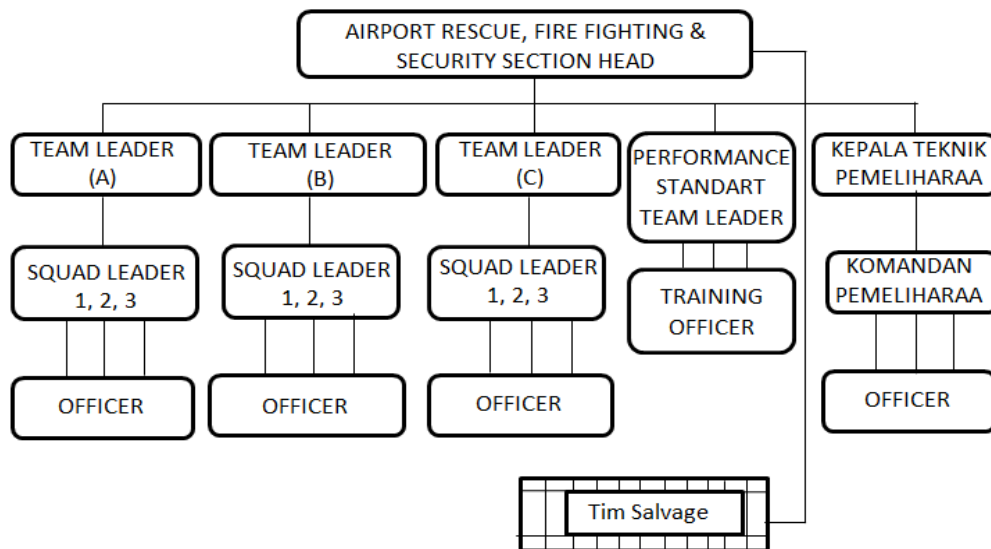 AIRPORT RESCUE, FIRE FIGHTING &
SECURITY SECTION HEAD
TEAM LEADER
(A)
TEAM LEADER
(B)
TEAM LEADER
(C)
PERFORMANCE
STANDART
TEAM LEADER
KEPALA TEKNIK
PEMELIHARAA
SQUAD LEADER
1, 2, 3
SQUAD LEADER
1, 2, 3
SQUAD LEADER
1, 2, 3
TRAINING
OFFICER
KOMANDAN
PEMELIHARAA
OFFICER
OFFICER
OFFICER
OFFICER
Tim Salvage